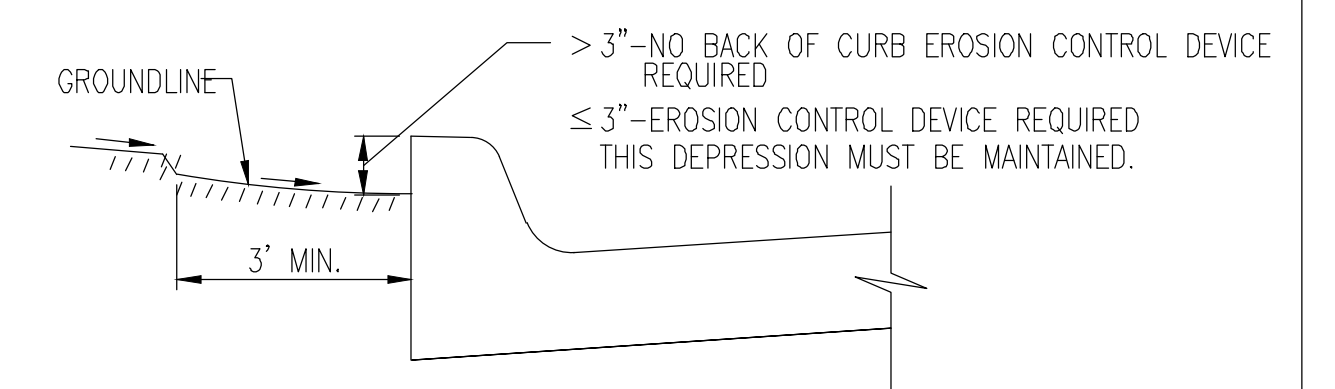 > 3”-NO BACK OF CURB EROSION CONTROL DEVICE
REQUIRED
GROUNDLINE
≤ 3”-EROSION CONTROL DEVICE REQUIRED
THIS DEPRESSION MUST BE MAINTAINED.
3’ MIN.